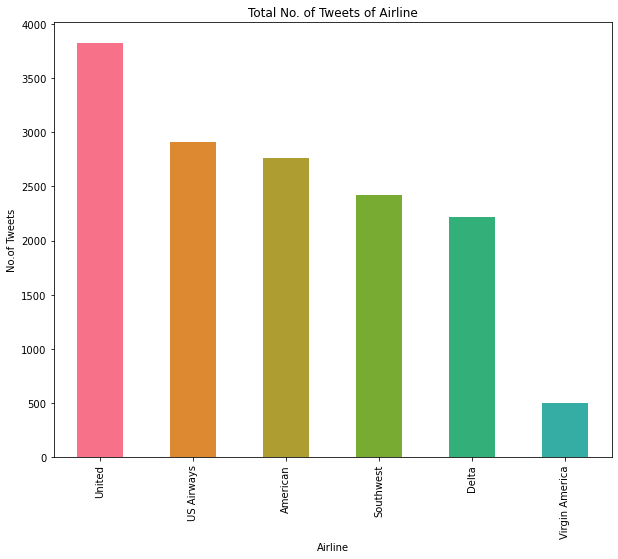 Total No. of Tweets of Airline
4000
3500
3000
2500
2000
1500
1000
500
0
No.of Tweets
United
US Airways
American
Southwest
Delta
Virgin America
Airline